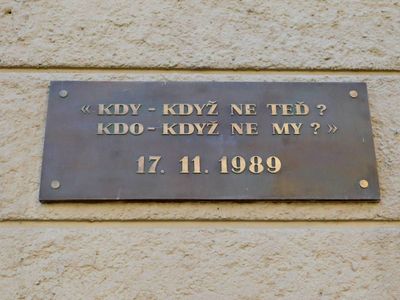 « KDY - KDYŽ NE TEĎ?
KDO - KDYŽ NE MY?»
17. 11. 1989